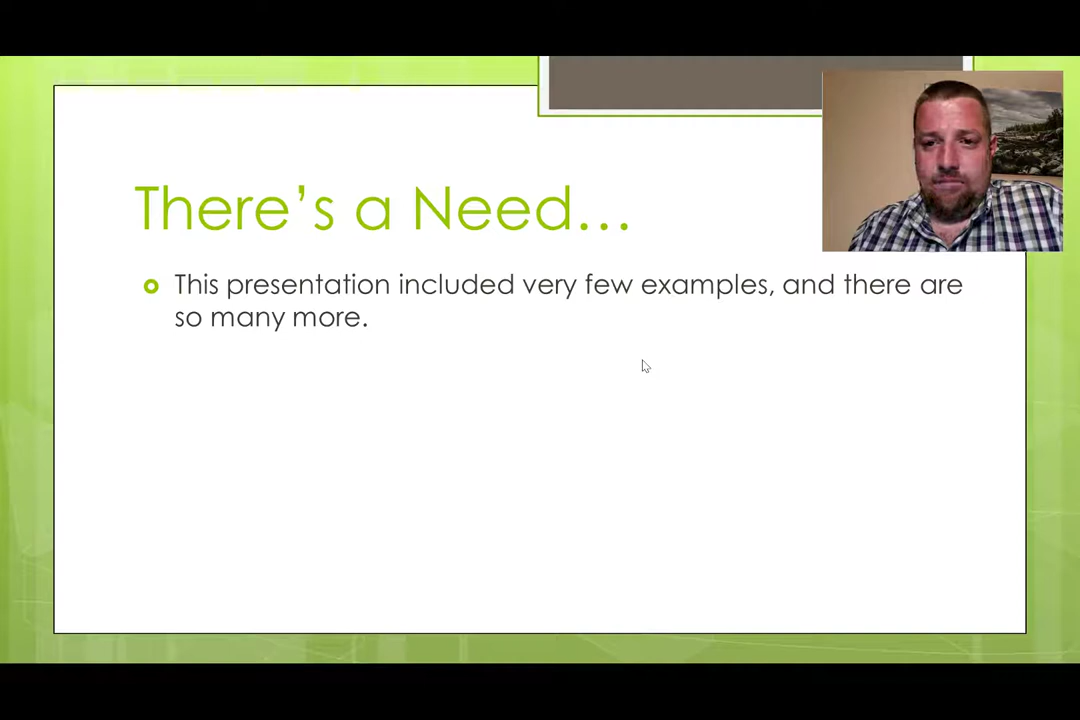 There’s a Need…
This presentation included very few examples, and there are
so many more.